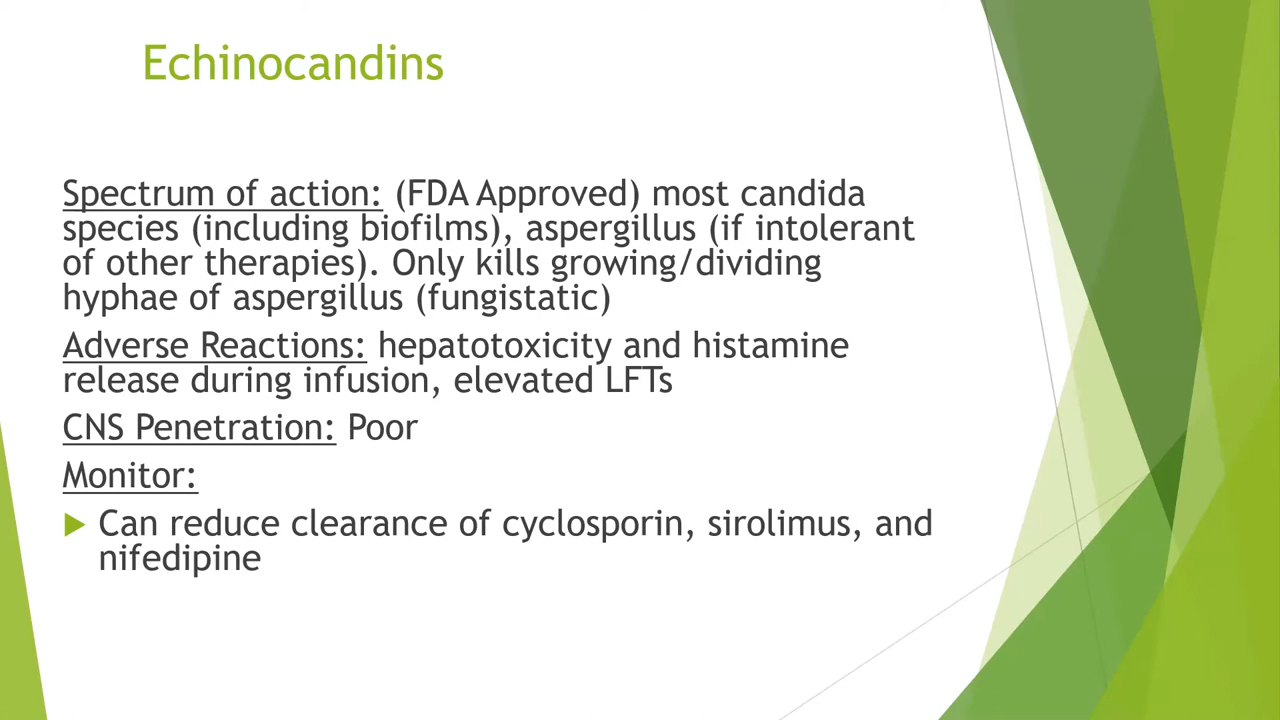 Echinocandins
Spectrum of action: (FDA Approved) most candida
species (including biofilms), aspergillus (if intolerant
of other therapies). Only kills growing/dividing
hyphae of aspergillus (fungistatic)
Adverse Reactions: hepatotoxicity and histamine
release during infusion, elevated LFTs
CNS Penetration: Poor
Monitor:
Can reduce clearance of cyclosporin, sirolimus, and
nifedipine